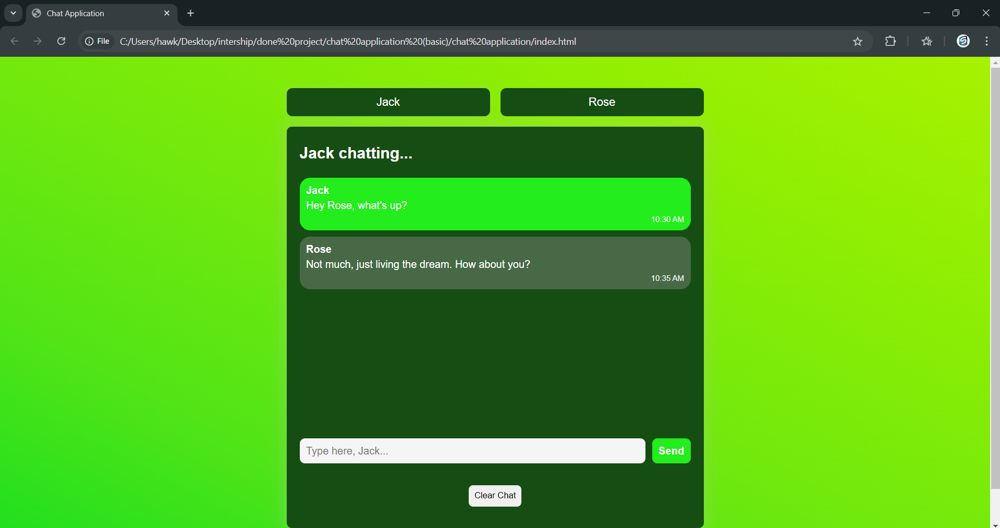 Chat Application
File
C:/Users/hawk/Desktop/intership/done%20project/chat%20application%20(basic)/chat%20application/index.html
Jack
Rose
Jack chatting...
Jack
Hey Rose, what's up?
10:30 AM
Rose
Not much, just living the dream. How about you?
10:35 AM
Type here, Jack...
Send
Clear Chat